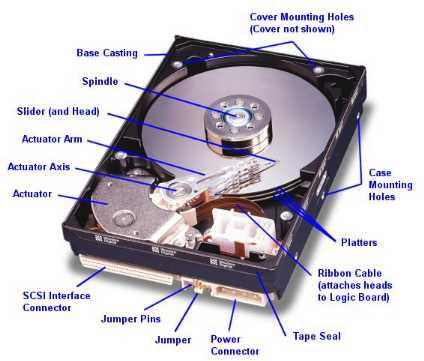 Cover Mounting Holes
(Cover not shown)
Base Casting
Spindle
Slider (and Head)
Actuator Arm
Actuator Axis
Actuator
Case
Mounting
Holes
Platters
Ribbon Cable
(attaches heads
to Logic Board)
SCSI Interface
Connector
Jumper Pins
Jumper
Power
Connector
Tape Seal